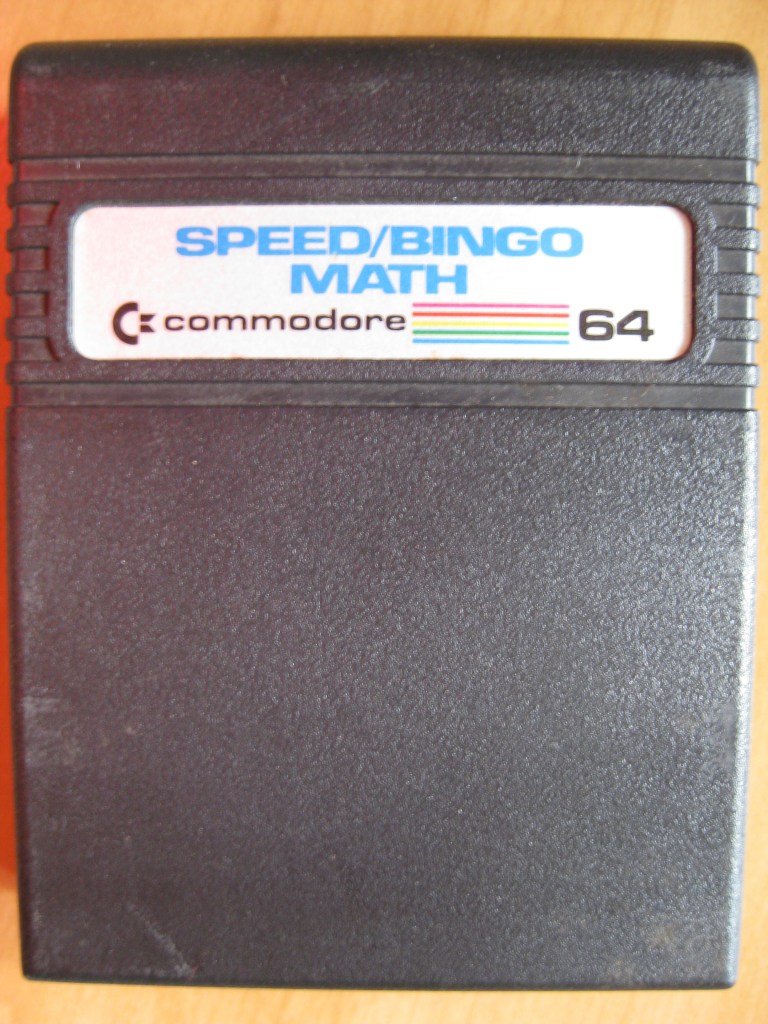 SPEED/BINGO
MATH
commodore 64